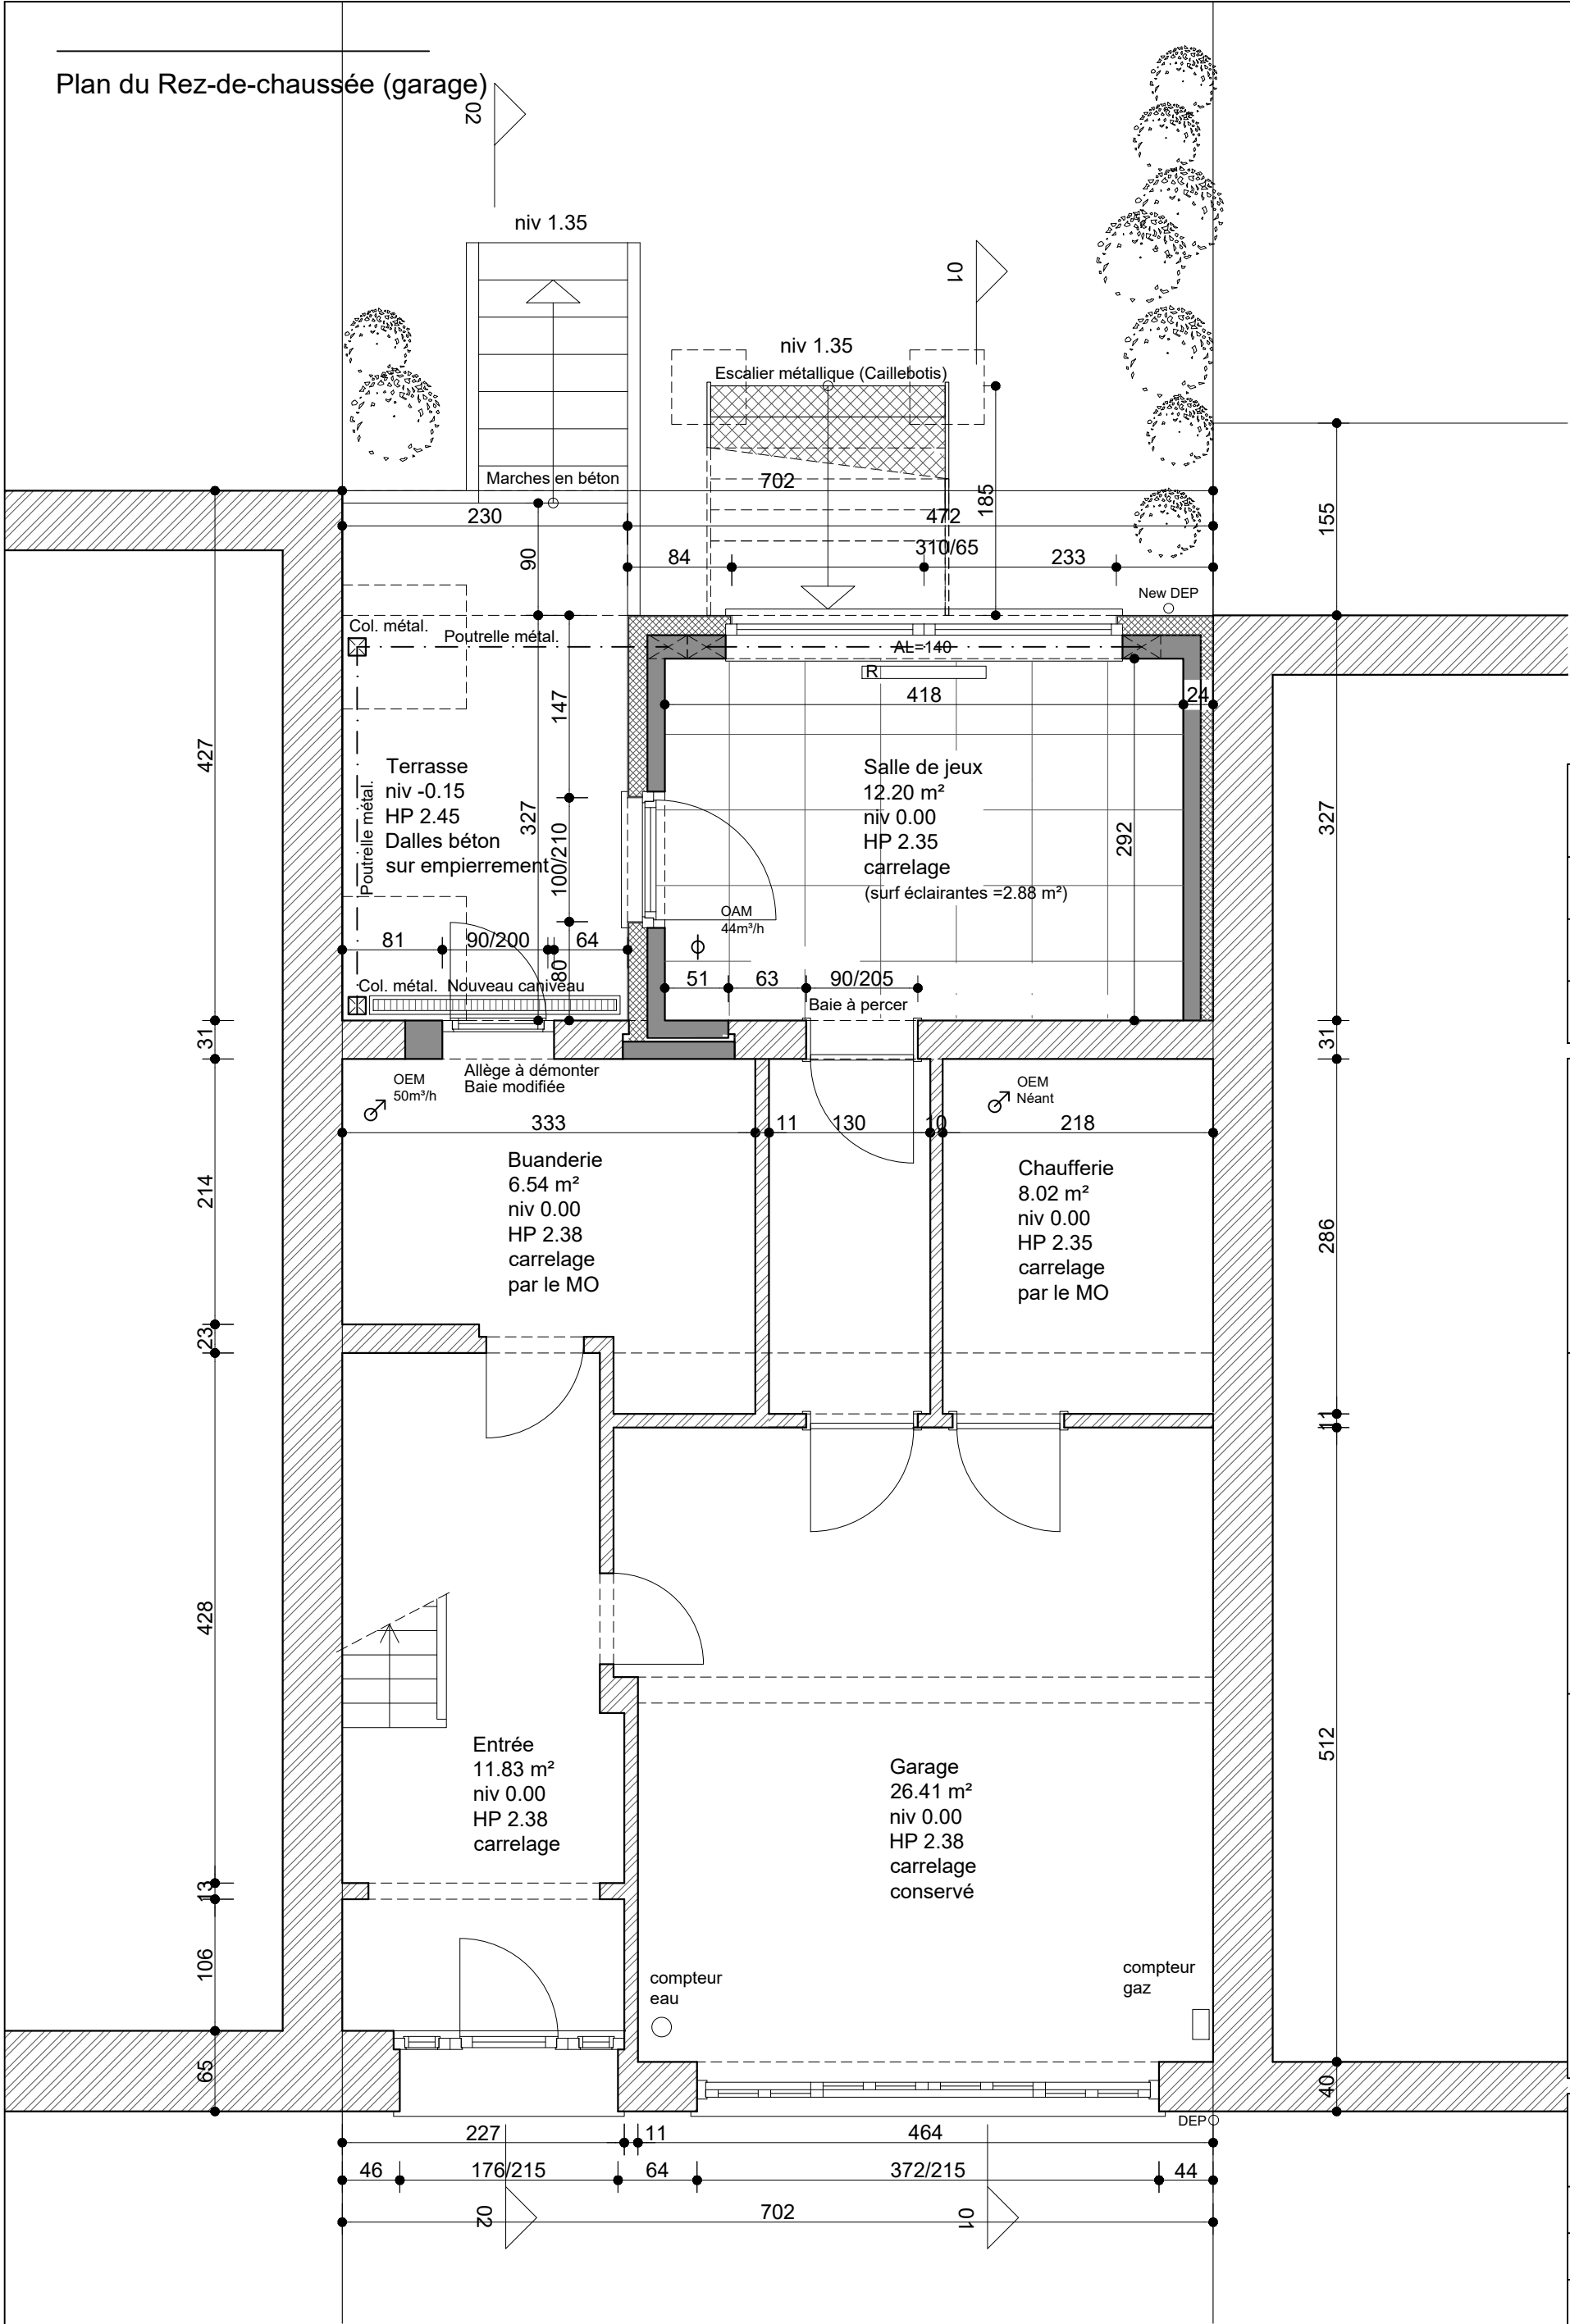 Plan du Rez-de-chaussée (garage)
02
niv 1.35
01
niv 1.35
Escalier métallique (Caillebotis)
Marches en béton
702
185
155
230
472
90
84
310/65
233
New DEP
Col. métal.
Poutrelle métal.
AL=140
R
418
24
147
427
Terrasse
niv -0.15
HP 2.45
Dalles béton
sur empierrement
Poutrelle métal.
327
100/210
Salle de jeux
12.20 m²
niv 0.00
HP 2.35
carrelage
(surf éclairantes =2.88 m²)
292
327
OAM
44m³/h
81
90/200
64
80
51
63
90/205
Col. métal.
Nouveau caniveau
Baie à percer
31
31
Allège à démonter
Baie modifiée
OEM
50m³/h
OEM
Néant
333
11
130
10
218
Buanderie
6.54 m²
niv 0.00
HP 2.38
carrelage
par le MO
Chaufferie
8.02 m²
niv 0.00
HP 2.35
carrelage
par le MO
214
286
23
11
428
512
Entrée
11.83 m²
niv 0.00
HP 2.38
carrelage
Garage
26.41 m²
niv 0.00
HP 2.38
carrelage
conservé
13
106
compteur
eau
compteur
gaz
65
40
DEP
227
11
464
46
176/215
64
372/215
44
02
702
01